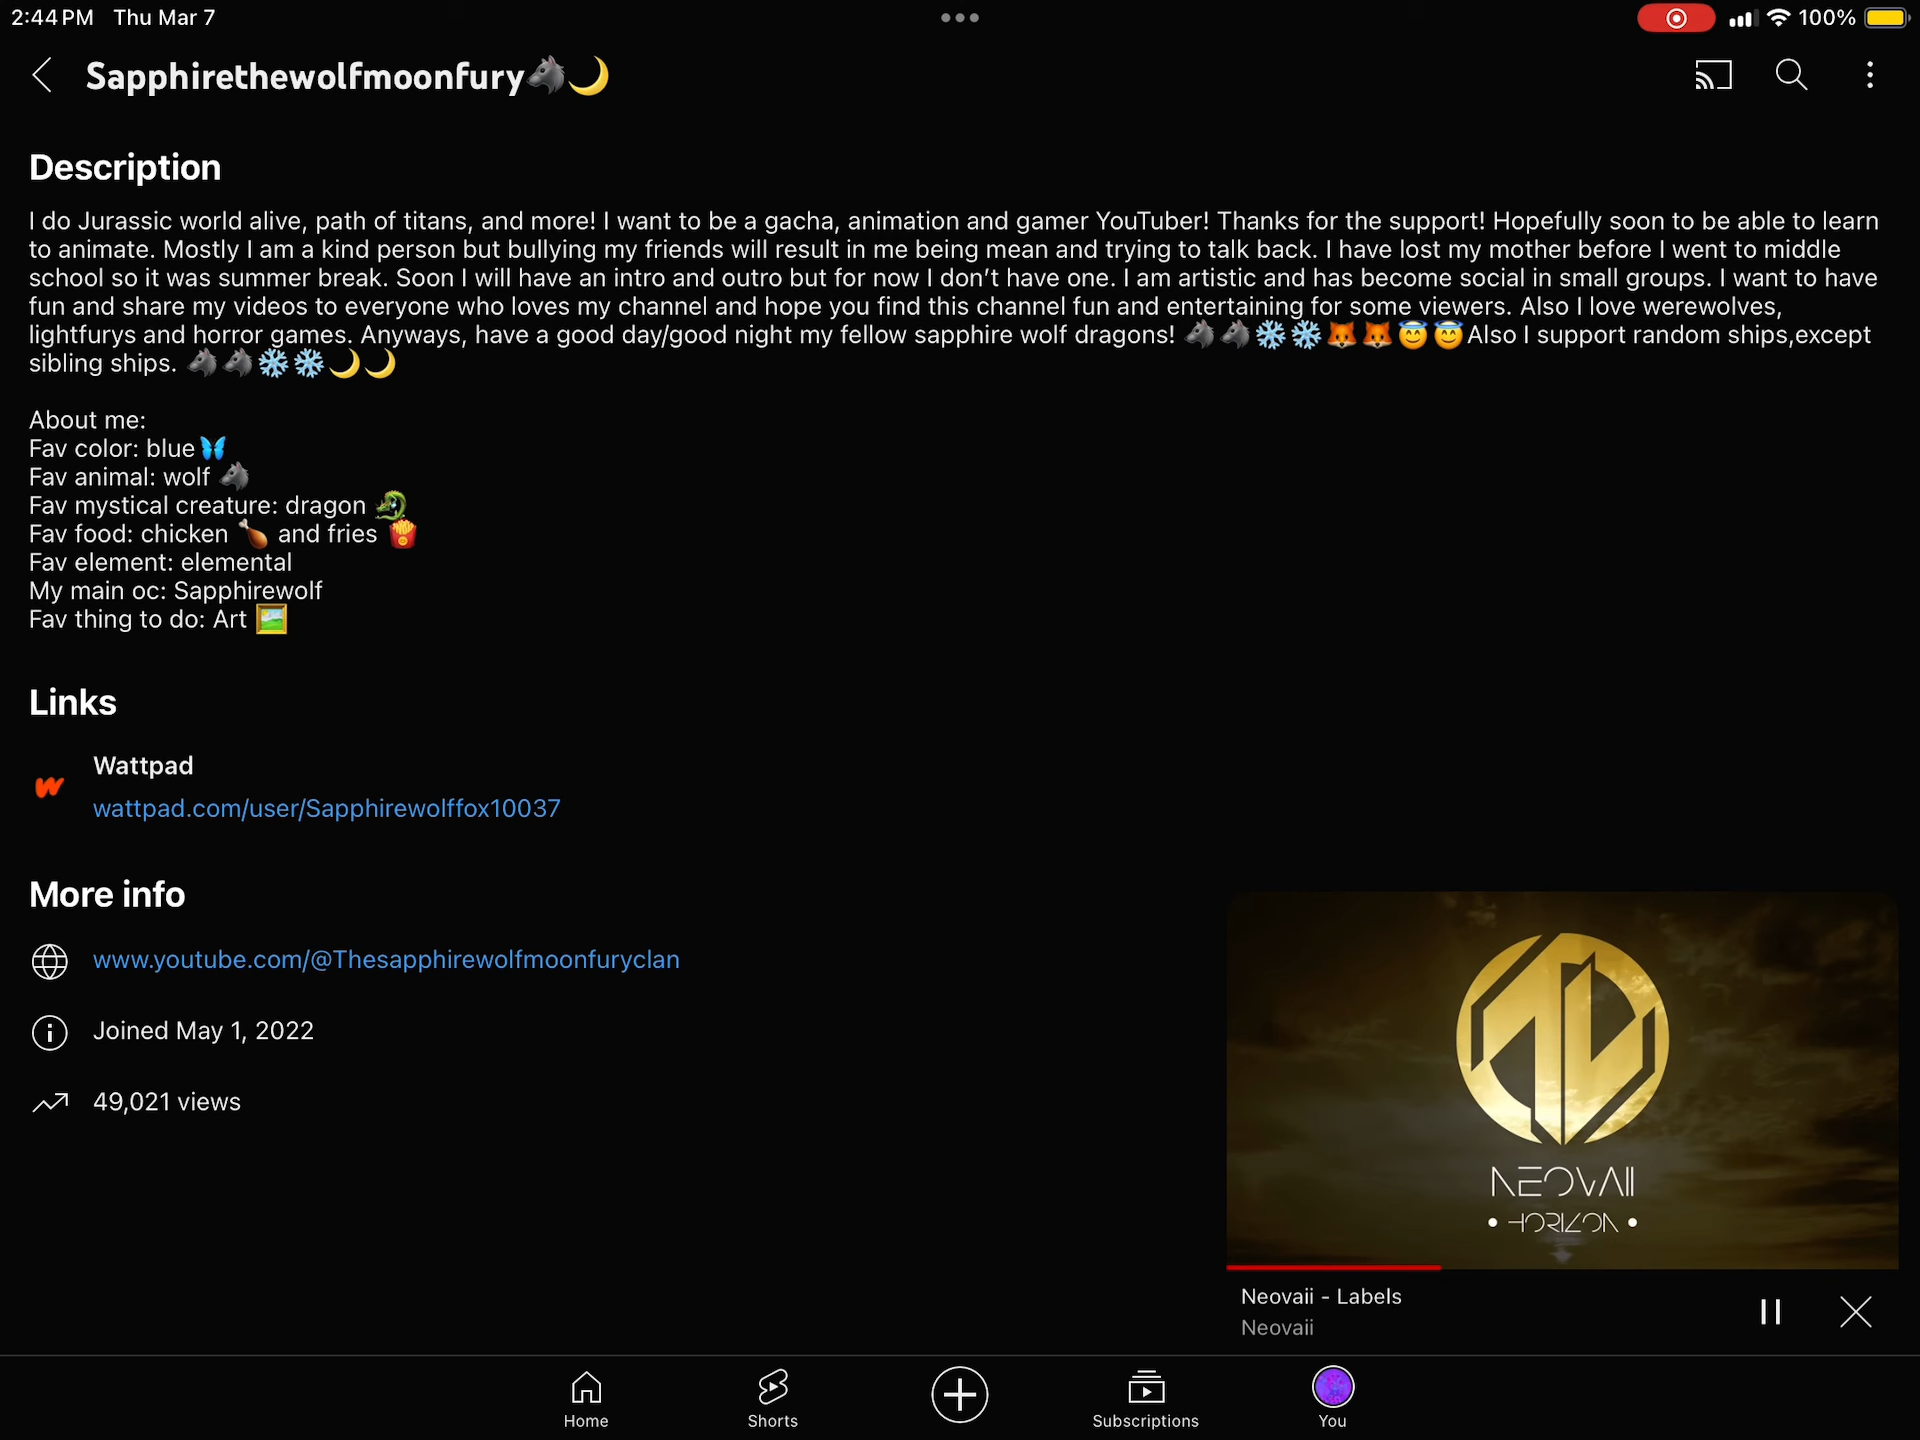 2:44 PM Thu Mar 7
100%
Sapphirethewolfmoonfury🐺🌙
Description
I do Jurassic world alive, path of titans, and more! I want to be a gacha, animation and gamer YouTuber! Thanks for the support! Hopefully soon to be able to learn
to animate. Mostly I am a kind person but bullying my friends will result in me being mean and trying to talk back. I have lost my mother before I went to middle
school so it was summer break. Soon I will have an intro and outro but for now I don’t have one. I am artistic and has become social in small groups. I want to have
fun and share my videos to everyone who loves my channel and hope you find this channel fun and entertaining for some viewers. Also I love werewolves,
lightfurys and horror games. Anyways, have a good day/good night my fellow sapphire wolf dragons! 🐺🐺❄️❄️🦊🦊😇😇Also I support random ships,except
sibling ships. 🐺🐺❄️❄️🌙🌙
About me:
Fav color: blue🦋
Fav animal: wolf 🐺
Fav mystical creature: dragon 🐉
Fav food: chicken 🍗 and fries 🍟
Fav element: elemental
My main oc: Sapphirewolf
Fav thing to do: Art 🖼️
Links
Wattpad
wattpad.com/user/Sapphirewolffox10037
More info
www.youtube.com/@Thesapphirewolfmoonfuryclan
Joined May 1, 2022
49,021 views
NEOVAII
• HORIZON •
Neovaii - Labels
Neovaii
Home
Shorts
Subscriptions
You